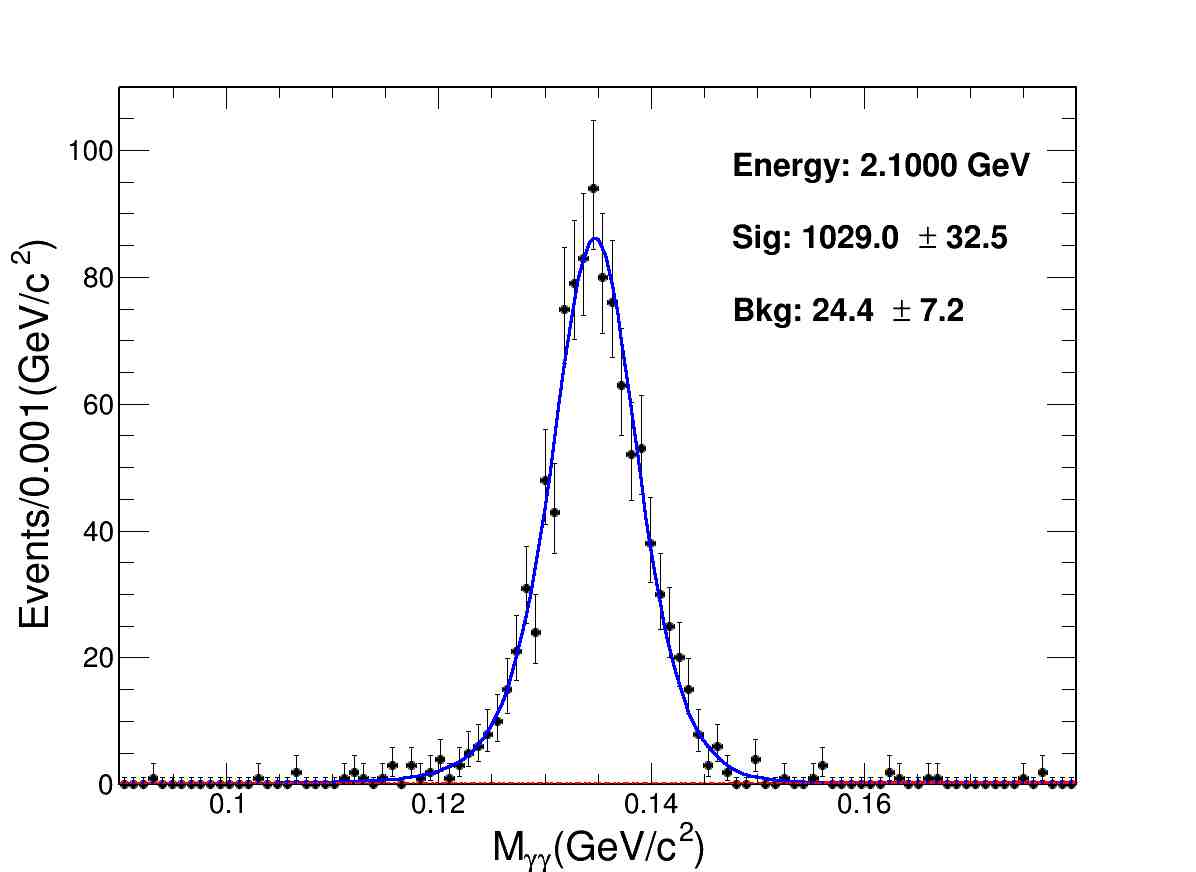 Energy: 2.1000 GeV
Sig: 1029.0 ± 32.5
Bkg: 24.4 ± 7.2
Events/0.001(GeV/c²)
100
80
60
40
20
0
0.1 0.12 0.14 0.16
Mγγ(GeV/c²)